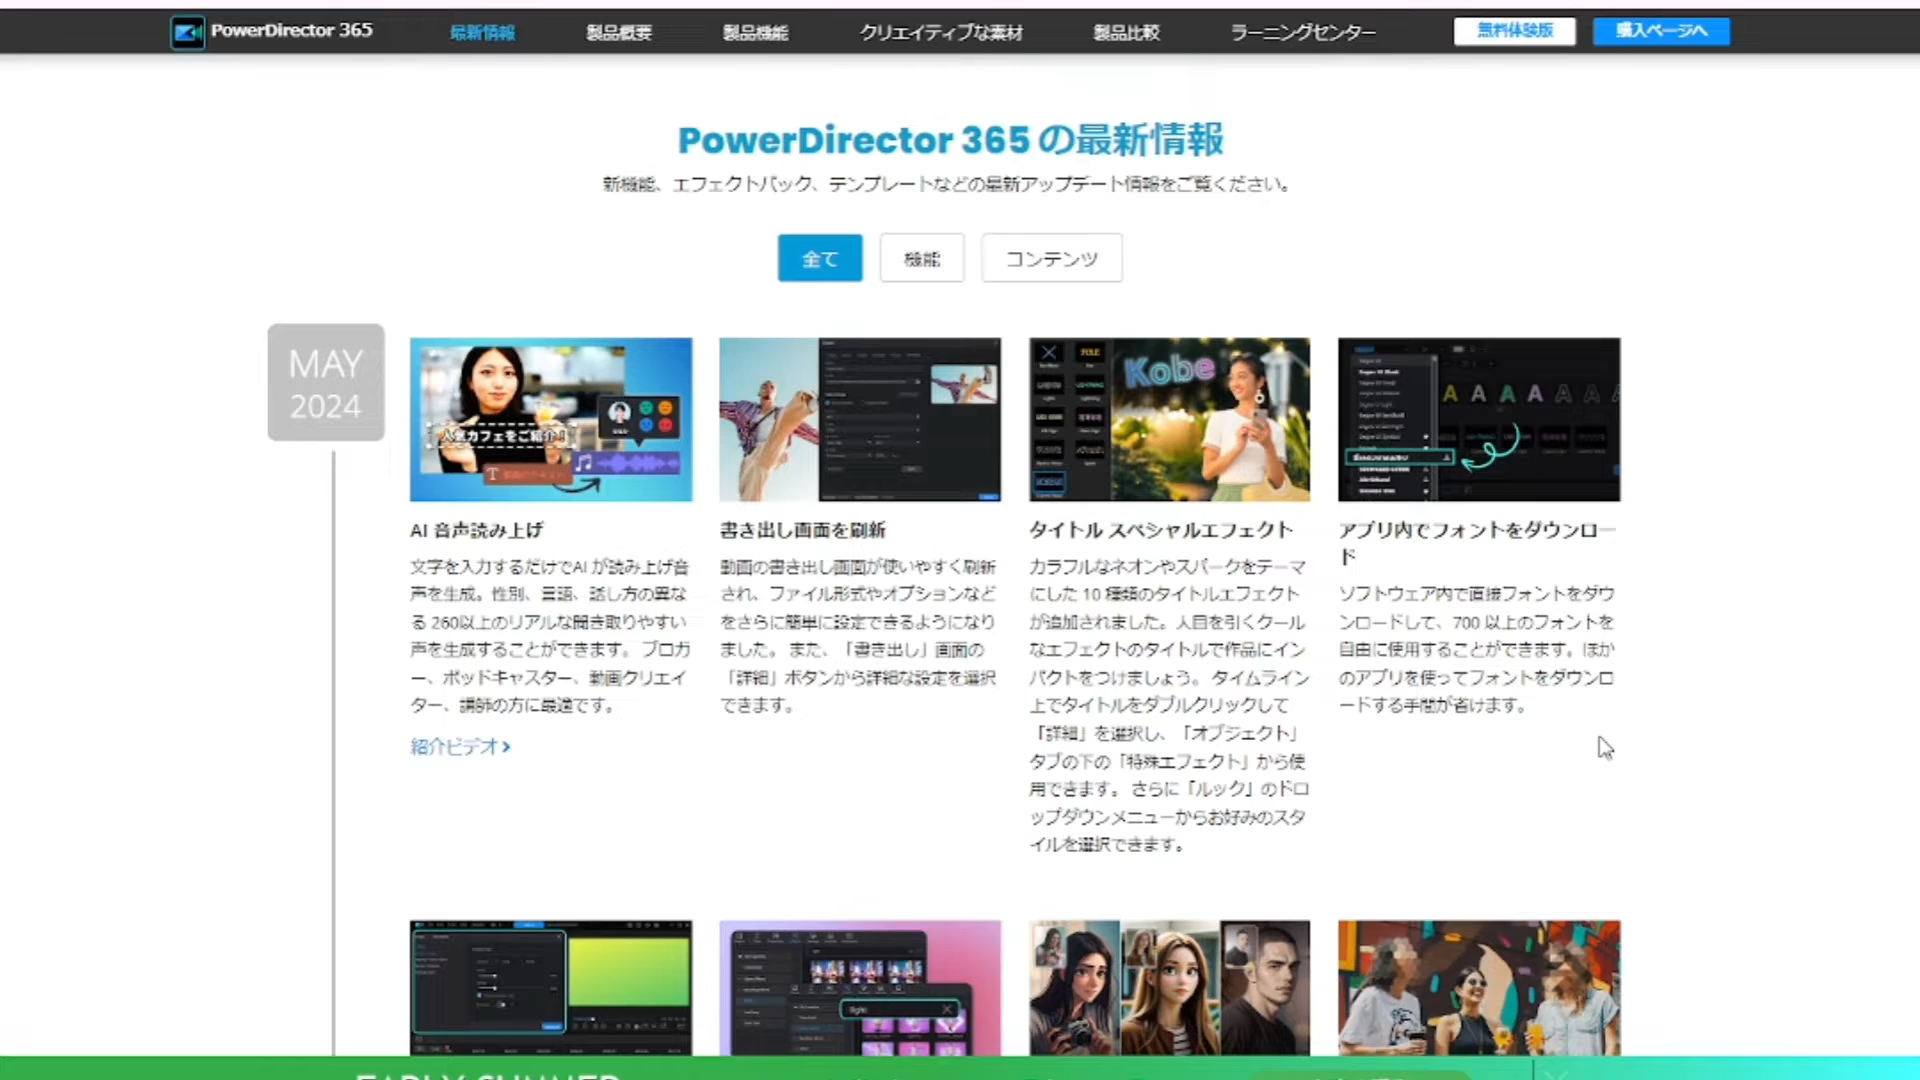 PowerDirector 365 最新情報 製品概要 製品機能 クリエイティブな素材 製品比較 ラーニングセンター 無料体験版 購入ページへ
PowerDirector 365 の最新情報
新機能、エフェクトパック、テンプレートなどの最新アップデート情報をご覧ください。
全て 機能 コンテンツ
MAY
2024
人気カフェをご紹介！
Kobe
AI 音声読み上げ
文字を入力するだけでAI が読み上げ音
声を生成。性別、言語、話し方の異な
る 260以上のリアルな聞き取りやすい
声を生成することができます。 ブロガ
ー、ポッドキャスター、動画クリエイ
ター、講師の方に最適です。
紹介ビデオ
書き出し画面を刷新
動画の書き出し画面が使いやすく刷新
され、ファイル形式やオプションなど
をさらに簡単に設定できるようになり
ました。 また、「書き出し」画面の
「詳細」ボタンから詳細な設定を選択
できます。
タイトル スペシャルエフェクト
カラフルなネオンやスパークをテーマ
にした 10 種類のタイトルエフェクト
が追加されました。人目を引くクール
なエフェクトのタイトルで作品にイン
パクトをつけましょう。 タイムライン
上でタイトルをダブルクリックして
「詳細」を選択し、「オブジェクト」
タブの下の「特殊エフェクト」から使
用できます。 さらに「ルック」のドロ
ップダウンメニューからお好みのスタ
イルを選択できます。
アプリ内でフォントをダウンロー
ド
ソフトウェア内で直接フォントをダウ
ンロードして、700 以上のフォントを
自由に使用することができます。ほか
のアプリを使ってフォントをダウンロ
ードする手間が省けます。
light
EARLY SUMMER